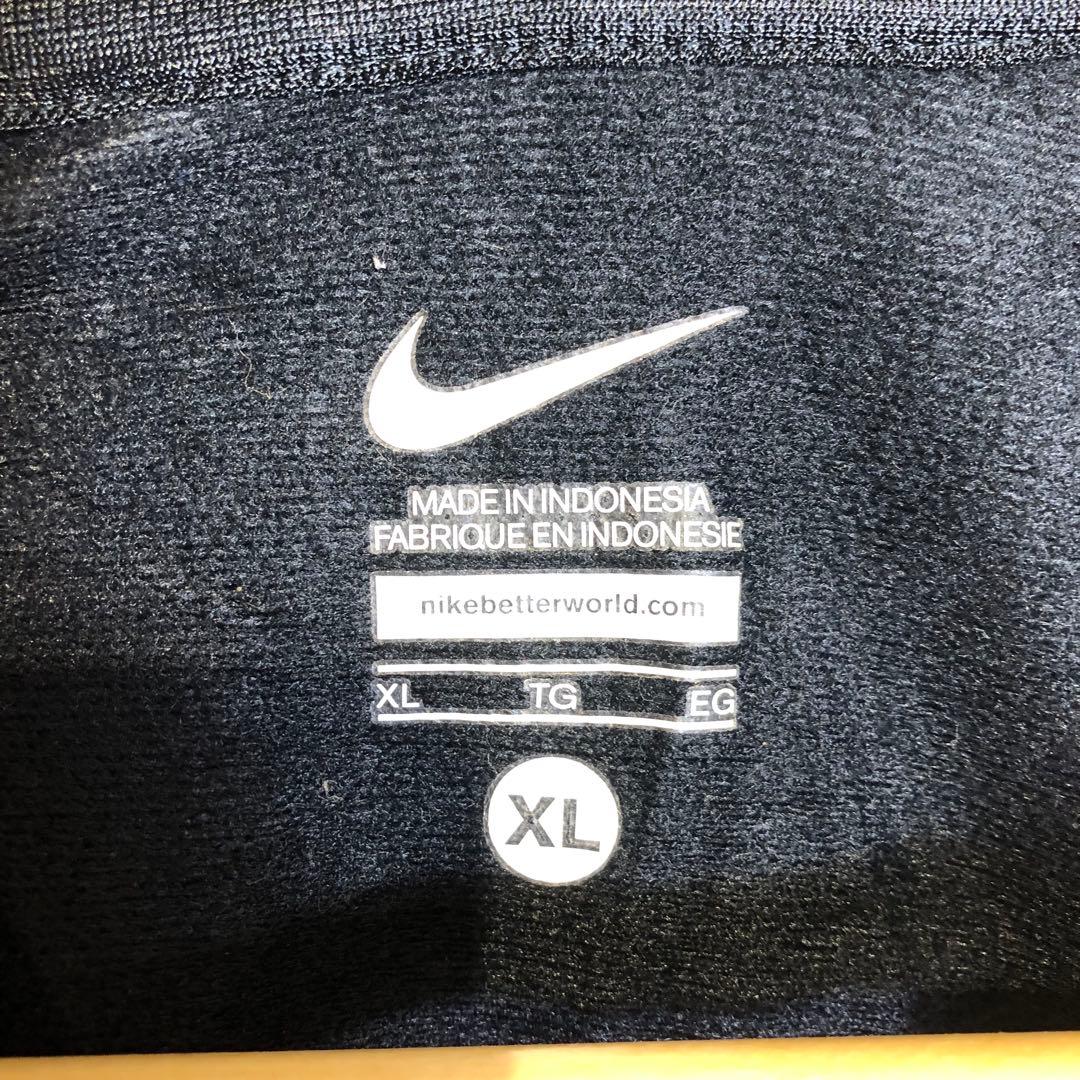 MADE IN INDONESIA
FABRIQUE EN INDONESIE
nikebetterworld.com
XL TG EG
XL